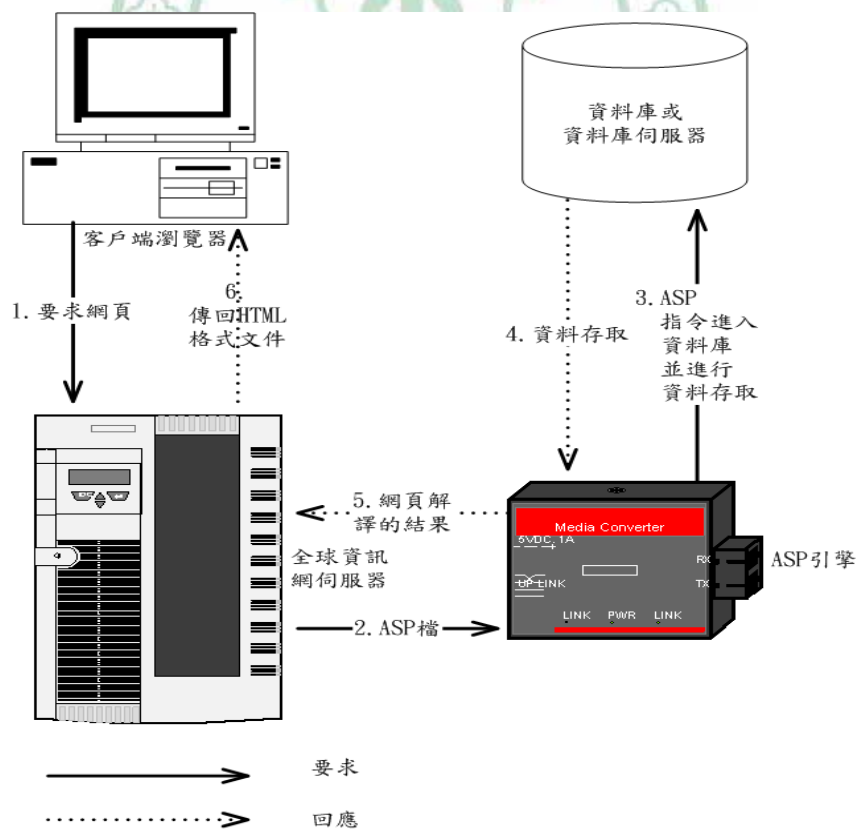 資料庫或
資料庫伺服器
客戶端瀏覽器
1.要求網頁
6.
傳回HTML
格式文件
4.資料存取
3.ASP
指令進入
資料庫
並進行
資料存取
5.網頁解
譯的結果
全球資訊
網伺服器
2.ASP檔
Media Converter
5VDC, 1A
- - - +
UP LINK
RX
TX
LINK PWR LINK
ASP引擎
要求
回應